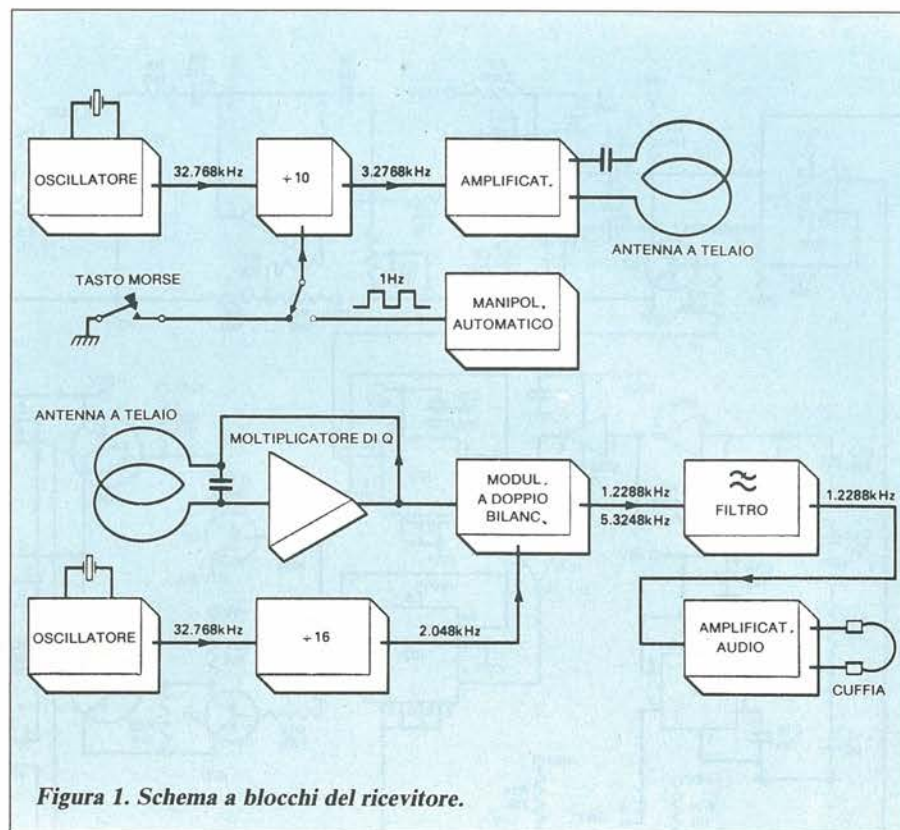 OSCILLATORE
32.768kHz
÷10
3.2768kHz
AMPLIFICAT.
ANTENNA A TELAIO
TASTO MORSE
1Hz
MANIPOL.
AUTOMATICO
ANTENNA A TELAIO
MOLTIPLICATORE DI Q
MODUL.
A DOPPIO
BILANC.
1.2288kHz
5.3248kHz
FILTRO
1.2288kHz
OSCILLATORE
32.768kHz
÷16
2.048kHz
AMPLIFICAT.
AUDIO
CUFFIA
Figura 1. Schema a blocchi del ricevitore.